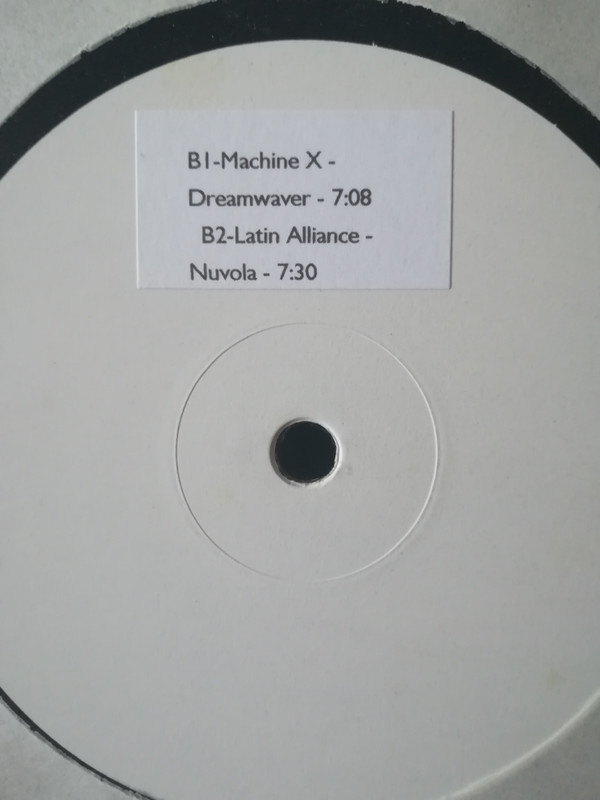 B1-Machine X -
Dreamwaver - 7:08
B2-Latin Alliance -
Nuvola - 7:30